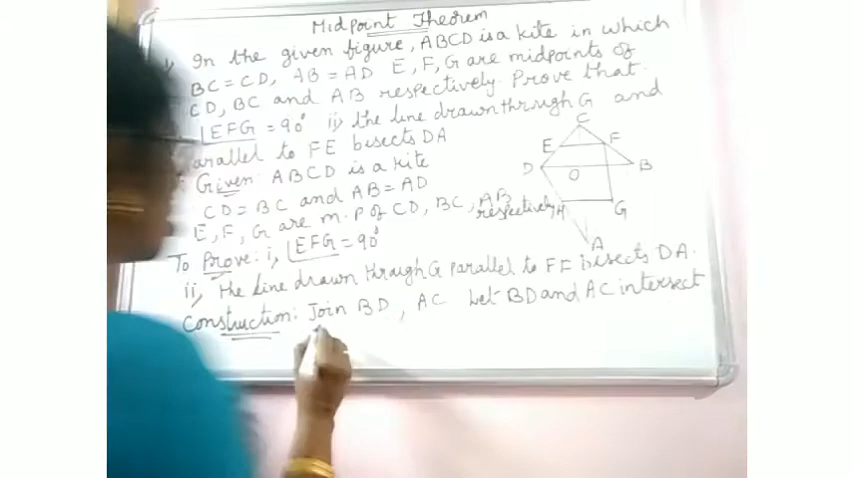 Midpoint Theorem
In the given figure, ABCD is a kite in which
BC = CD, AB = AD E, F, G are midpoints of
CD, BC and AB respectively. Prove that.
∠EFG = 90° ii, the line drawn through G and
arallel to FE bisects DA
Given: ABCD is a kite
CD = BC and AB = AD
E, F, G are m.P of CD, BC, AB respectively
To Prove: i, ∠EFG = 90°
ii, The line drawn through G parallel to FF bisects DA.
Construction: Join BD, AC Let BD and AC intersect
C
E
F
D
O
B
H
G
A